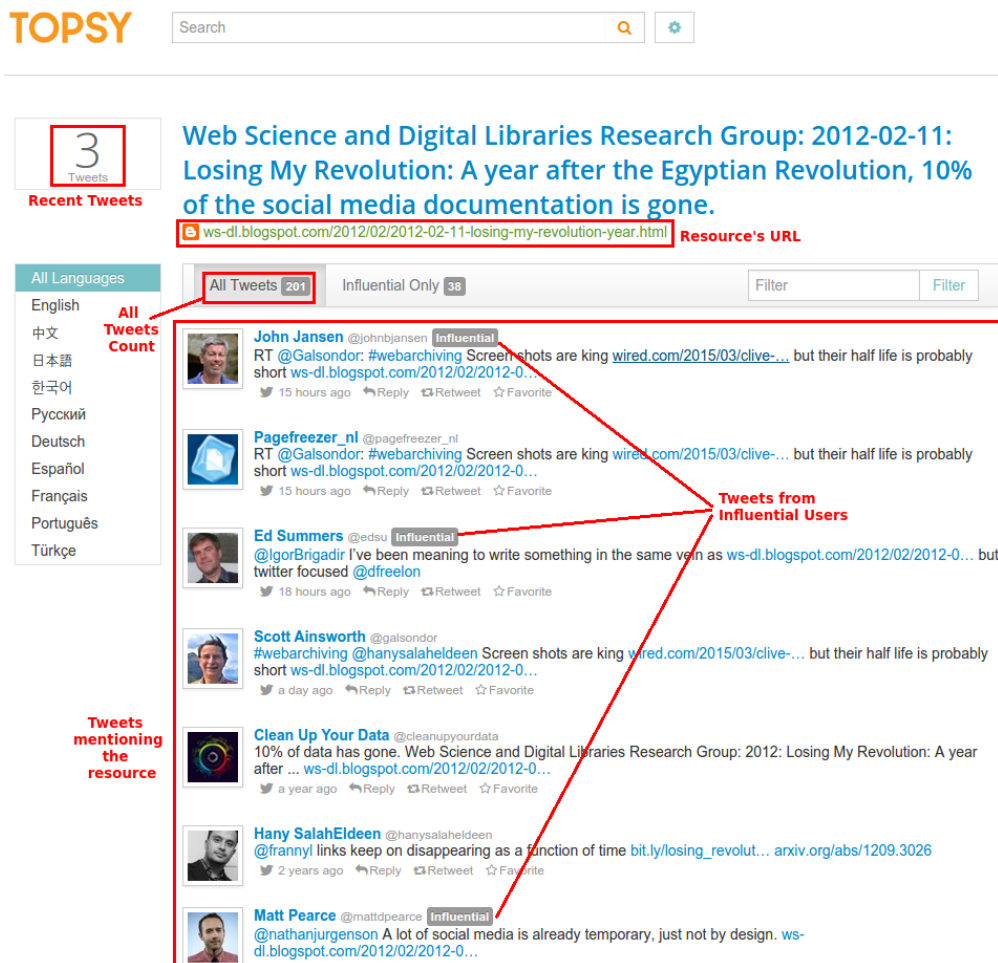 TOPSY
Search
3
Tweets
Recent Tweets
Web Science and Digital Libraries Research Group: 2012-02-11:
Losing My Revolution: A year after the Egyptian Revolution, 10%
of the social media documentation is gone.
ws-dl.blogspot.com/2012/02/2012-02-11-losing-my-revolution-year.html
Resource's URL
All Languages
English
中文
日本語
한국어
Русский
Deutsch
Español
Français
Português
Türkçe
All
Tweets
Count
All Tweets 201
Influential Only 38
Filter
Filter
John Jansen @johnbjansen Influential
RT @Galsondor: #webarchiving Screen shots are king wired.com/2015/03/clive-… but their half life is probably
short ws-dl.blogspot.com/2012/02/2012-0…
15 hours ago Reply Retweet Favorite
Pagefreezer_nl @pagefreezer_nl
RT @Galsondor: #webarchiving Screen shots are king wired.com/2015/03/clive-… but their half life is probably
short ws-dl.blogspot.com/2012/02/2012-0…
15 hours ago Reply Retweet Favorite
Tweets from
Influential Users
Ed Summers @edsu Influential
@IgorBrigadir I've been meaning to write something in the same vein as ws-dl.blogspot.com/2012/02/2012-0… but
twitter focused @dfreelon
18 hours ago Reply Retweet Favorite
Scott Ainsworth @galsondor
#webarchiving @hanysalaheldeen Screen shots are king wired.com/2015/03/clive-… but their half life is probably
short ws-dl.blogspot.com/2012/02/2012-0…
a day ago Reply Retweet Favorite
Tweets
mentioning
the
resource
Clean Up Your Data @cleanupyourdata
10% of data has gone. Web Science and Digital Libraries Research Group: 2012: Losing My Revolution: A year
after ... ws-dl.blogspot.com/2012/02/2012-0…
a year ago Reply Retweet Favorite
Hany SalahEldeen @hanysalaheldeen
@frannyl links keep on disappearing as a function of time bit.ly/losing_revolut… arxiv.org/abs/1209.3026
2 years ago Reply Retweet Favorite
Matt Pearce @mattdpearce Influential
@nathanjurgenson A lot of social media is already temporary, just not by design. ws-
dl.blogspot.com/2012/02/2012-0…